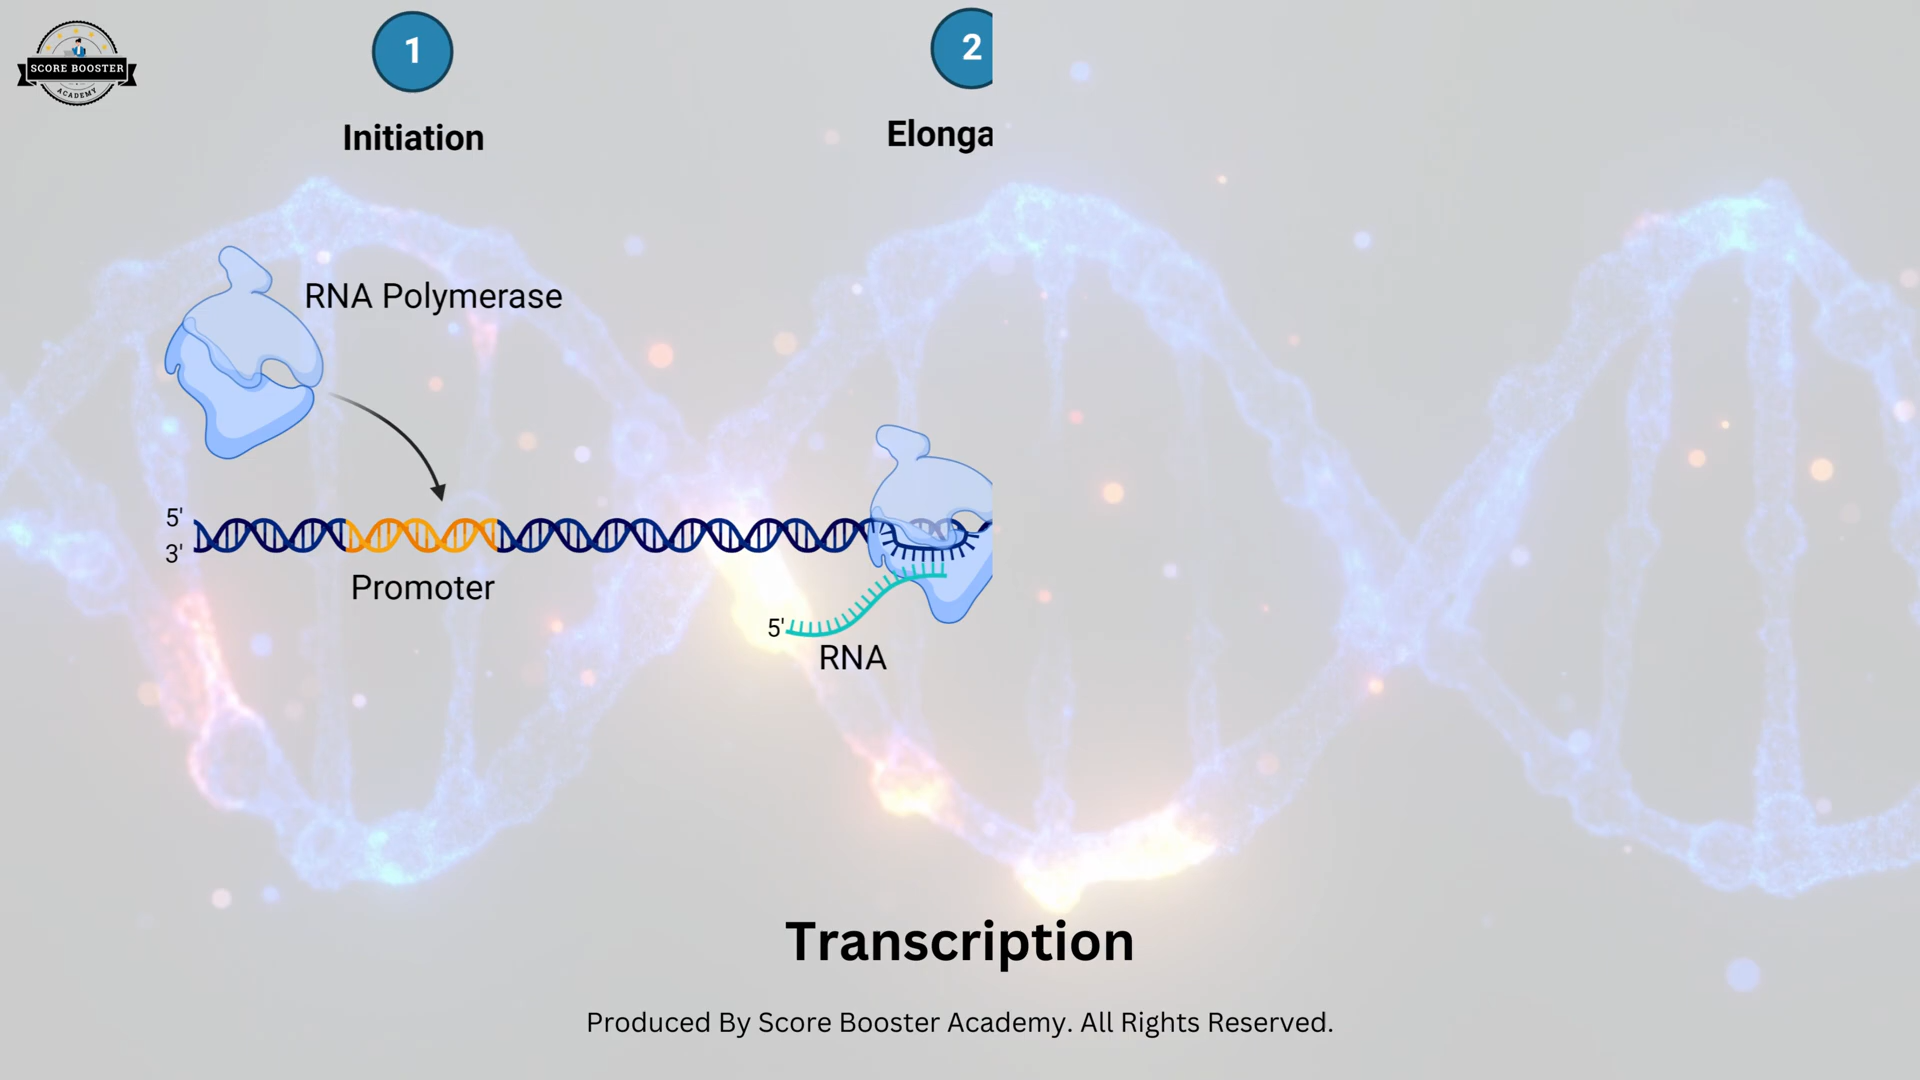 SCORE BOOSTER
ACADEMY
1
2
Initiation
Elonga
RNA Polymerase
5'
3'
Promoter
5'
RNA
Transcription
Produced By Score Booster Academy. All Rights Reserved.